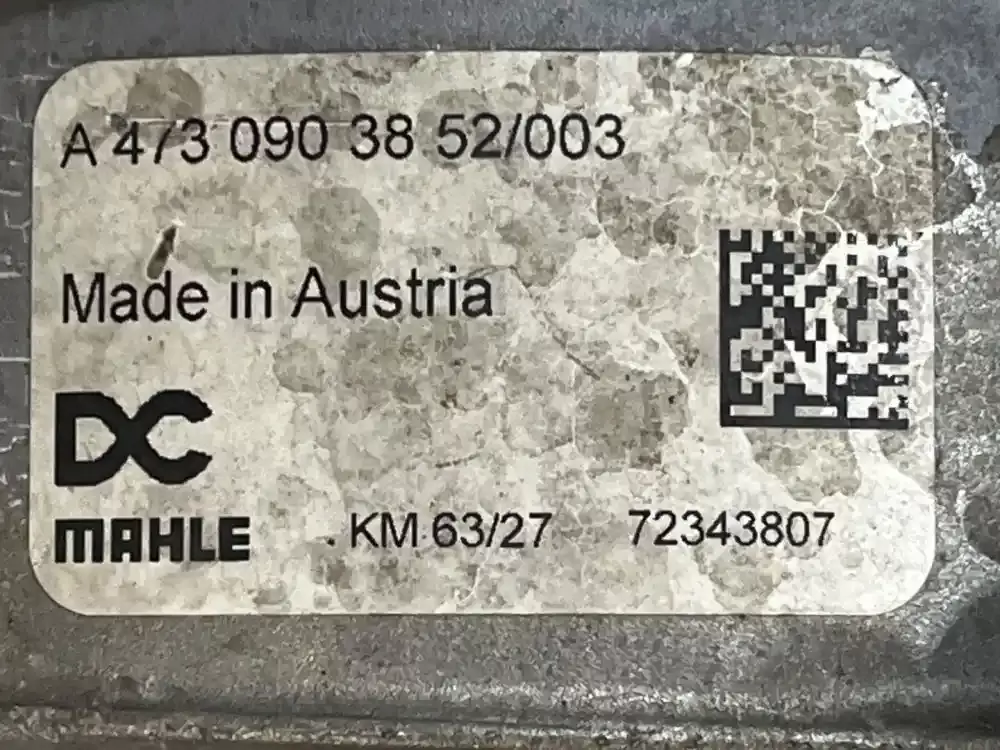 A 473 090 38 52/003
Made in Austria
DC
MAHLE KM 63/27 72343807